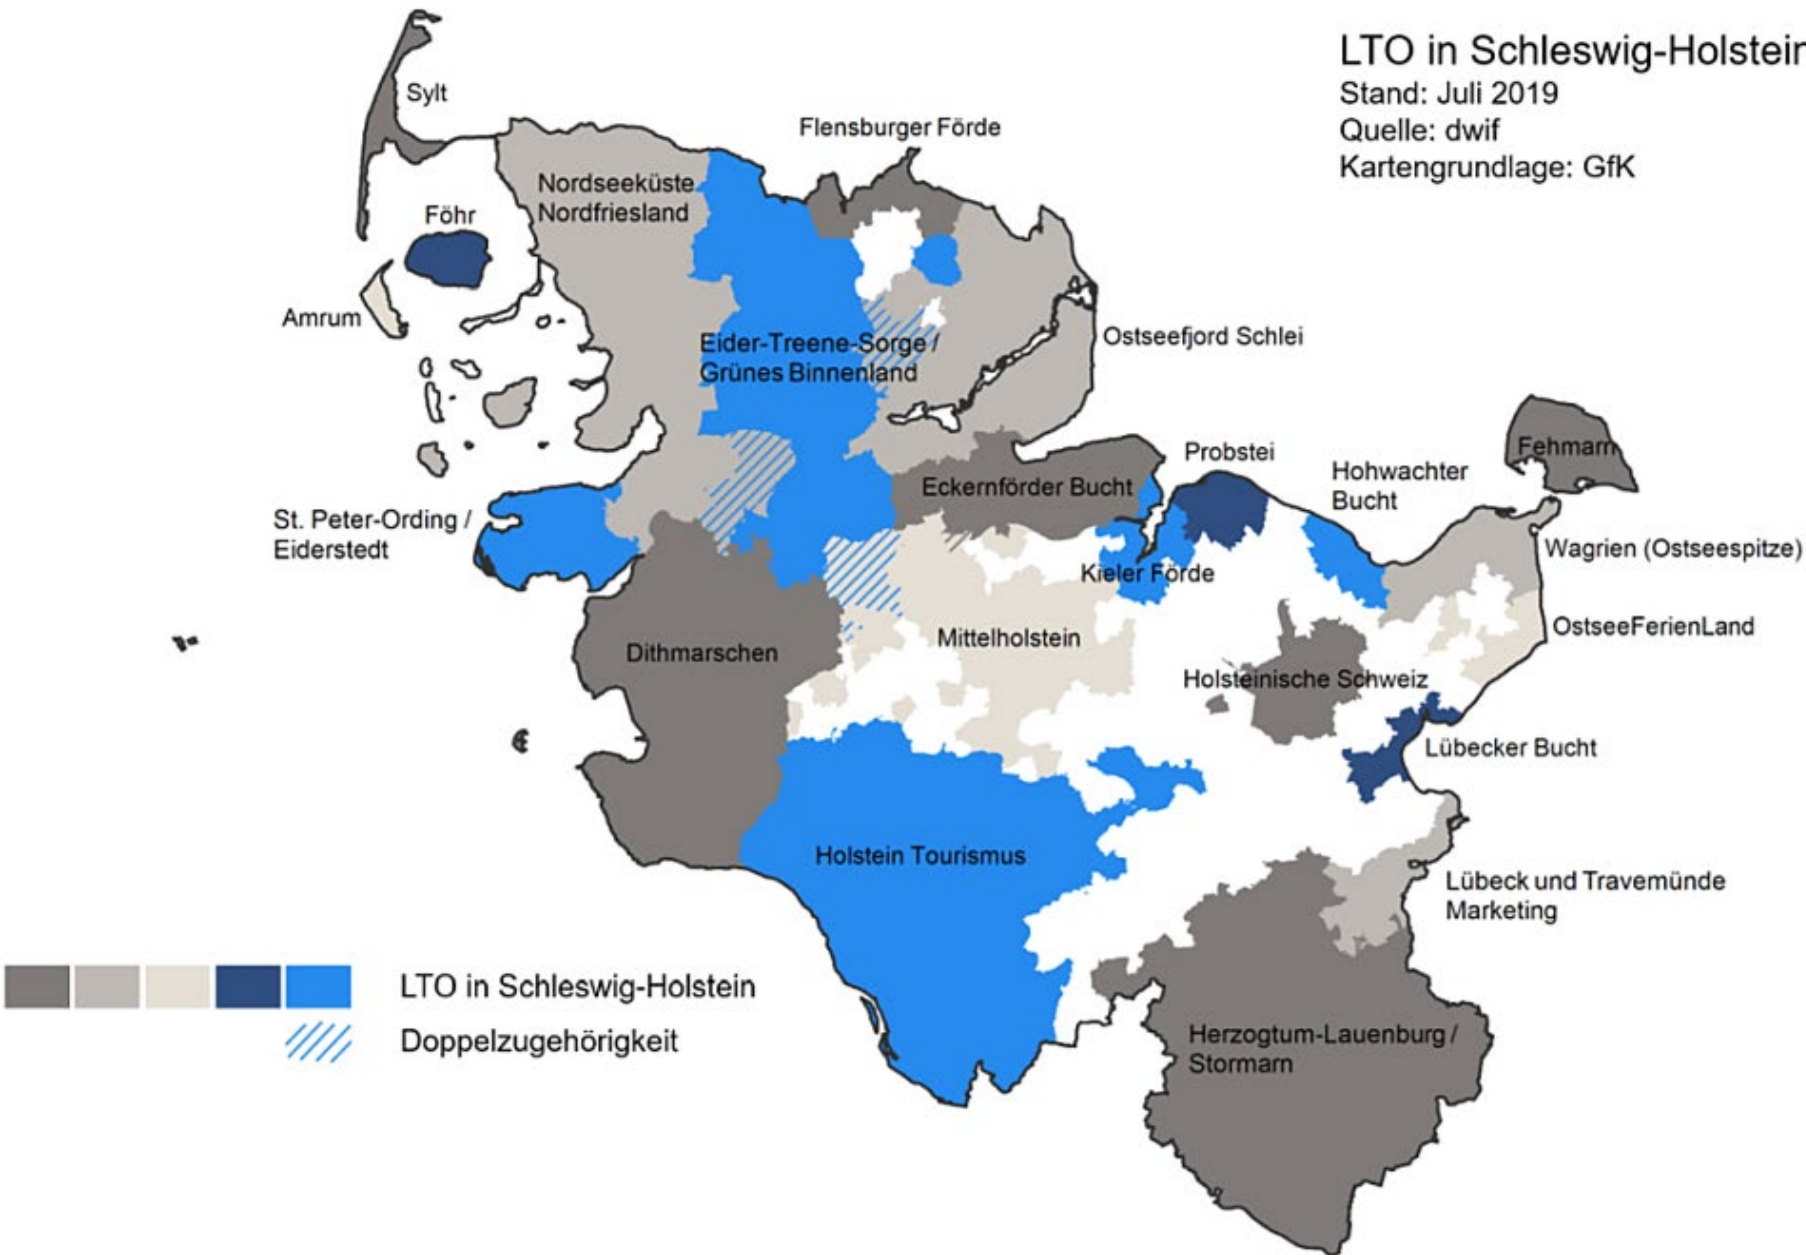 LTO in Schleswig-Holstein
Stand: Juli 2019
Quelle: dwif
Kartengrundlage: GfK
Sylt
Flensburger Förde
Nordseeküste
Nordfriesland
Föhr
Amrum
Eider-Treene-Sorge /
Grünes Binnenland
Ostseefjord Schlei
Fehmarn
Probstei
Hohwachter
Bucht
Eckernförder Bucht
St. Peter-Ording /
Eiderstedt
Wagrien (Ostseespitze)
Kieler Förde
OstseeFerienLand
Mittelholstein
Dithmarschen
Holsteinische Schweiz
Lübecker Bucht
Holstein Tourismus
Lübeck und Travemünde
Marketing
Herzogtum-Lauenburg /
Stormarn
LTO in Schleswig-Holstein
Doppelzugehörigkeit